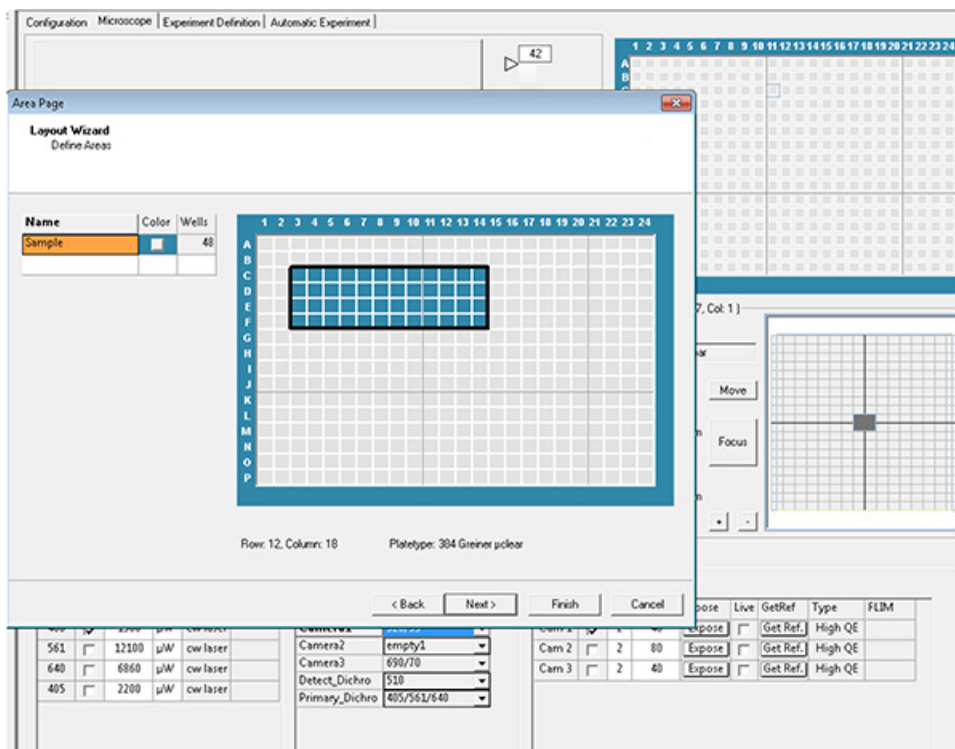 Configuration Microscope Experiment Definition Automatic Experiment
42
1 2 3 4 5 6 7 8 9 10 11 12 13 14 15 16 17 18 19 20 21 22 23 24
A
B
Area Page
Layout Wizard
Define Areas
Name Color Wells
Sample 48
1 2 3 4 5 6 7 8 9 10 11 12 13 14 15 16 17 18 19 20 21 22 23 24
A
B
C
D
E
F
G
H
I
J
K
L
M
N
O
P
7, Col: 1 )
Move
Focus
+ -
Row: 12, Column: 18 Platetype: 384 Greiner µclear
< Back Next > Finish Cancel
Live GetRef Type FLIM
cw laser Camera1 Cam 1 2 Expose Get Ref. High QE
561 12100 µW cw laser Camera2 empty1 Cam 2 2 80 Expose Get Ref. High QE
640 6860 µW cw laser Camera3 690/70 Cam 3 2 40 Expose Get Ref. High QE
405 2200 µW cw laser Detect_Dichro 510
Primary_Dichro 405/561/640